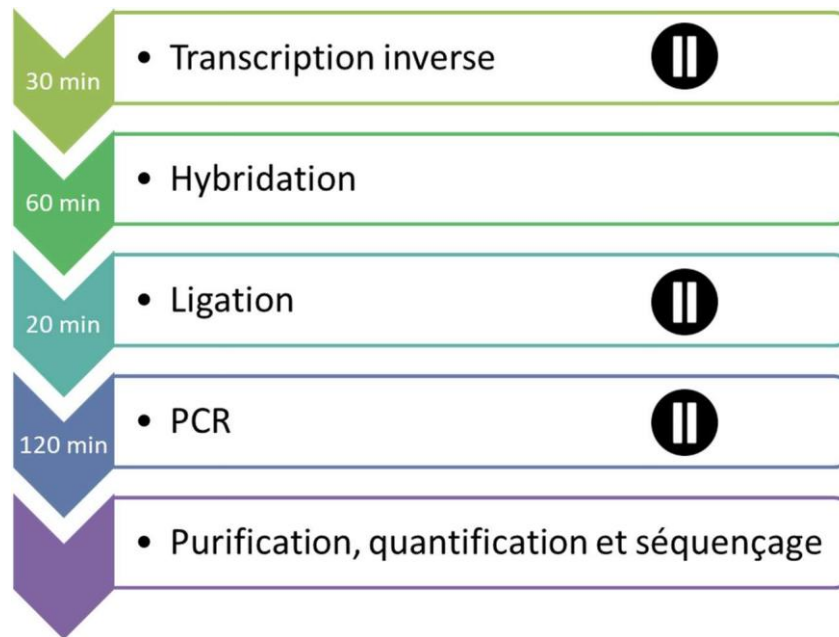 30 min
• Transcription inverse
60 min
• Hybridation
20 min
• Ligation
120 min
• PCR
• Purification, quantification et séquençage